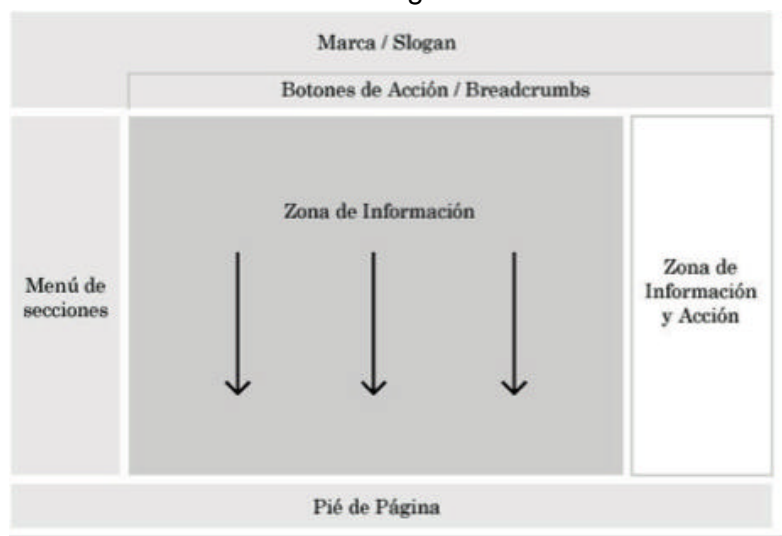 Marca / Slogan
Botones de Acción / Breadcrumbs
Zona de Información
Menú de
secciones
Zona de
Información
y Acción
Pié de Página